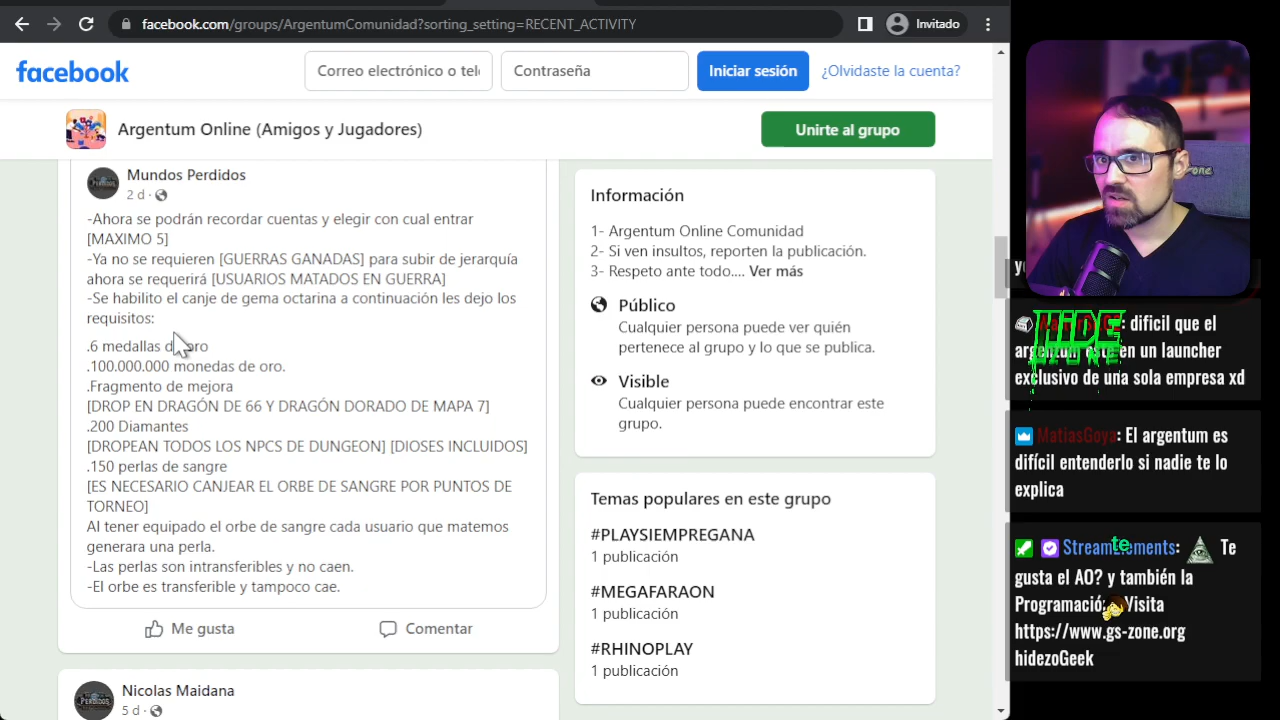 facebook.com/groups/ArgentumComunidad?sorting_setting=RECENT_ACTIVITY
Invitado
facebook
Correo electrónico o telé
Contraseña
Iniciar sesión
¿Olvidaste la cuenta?
Argentum Online (Amigos y Jugadores)
Unirte al grupo
Mundos Perdidos
2 d ·
-Ahora se podrán recordar cuentas y elegir con cual entrar
[MAXIMO 5]
-Ya no se requieren [GUERRAS GANADAS] para subir de jerarquía
ahora se requerirá [USUARIOS MATADOS EN GUERRA]
-Se habilito el canje de gema octarina a continuación les dejo los
requisitos:
.6 medallas de oro
.100.000.000 monedas de oro.
.Fragmento de mejora
[DROP EN DRAGÓN DE 66 Y DRAGÓN DORADO DE MAPA 7]
.200 Diamantes
[DROPEAN TODOS LOS NPCS DE DUNGEON] [DIOSES INCLUIDOS]
.150 perlas de sangre
[ES NECESARIO CANJEAR EL ORBE DE SANGRE POR PUNTOS DE
TORNEO]
Al tener equipado el orbe de sangre cada usuario que matemos
generara una perla.
-Las perlas son intransferibles y no caen.
-El orbe es transferible y tampoco cae.
Me gusta
Comentar
Nicolas Maidana
5 d ·
Información
1- Argentum Online Comunidad
2- Si ven insultos, reporten la publicación.
3- Respeto ante todo.... Ver más
Público
Cualquier persona puede ver quién
pertenece al grupo y lo que se publica.
Visible
Cualquier persona puede encontrar este
grupo.
Temas populares en este grupo
#PLAYSIEMPREGANA
1 publicación
#MEGAFARAON
1 publicación
#RHINOPLAY
1 publicación
HIDE
: dificil que el
argentum este en un launcher
exclusivo de una sola empresa xd
MatiasGoya: El argentum es
difícil entenderlo si nadie te lo
explica
StreamElements: Te
gusta el AO? y también la
Visita
https://www.gs-zone.org
hidezoGeek